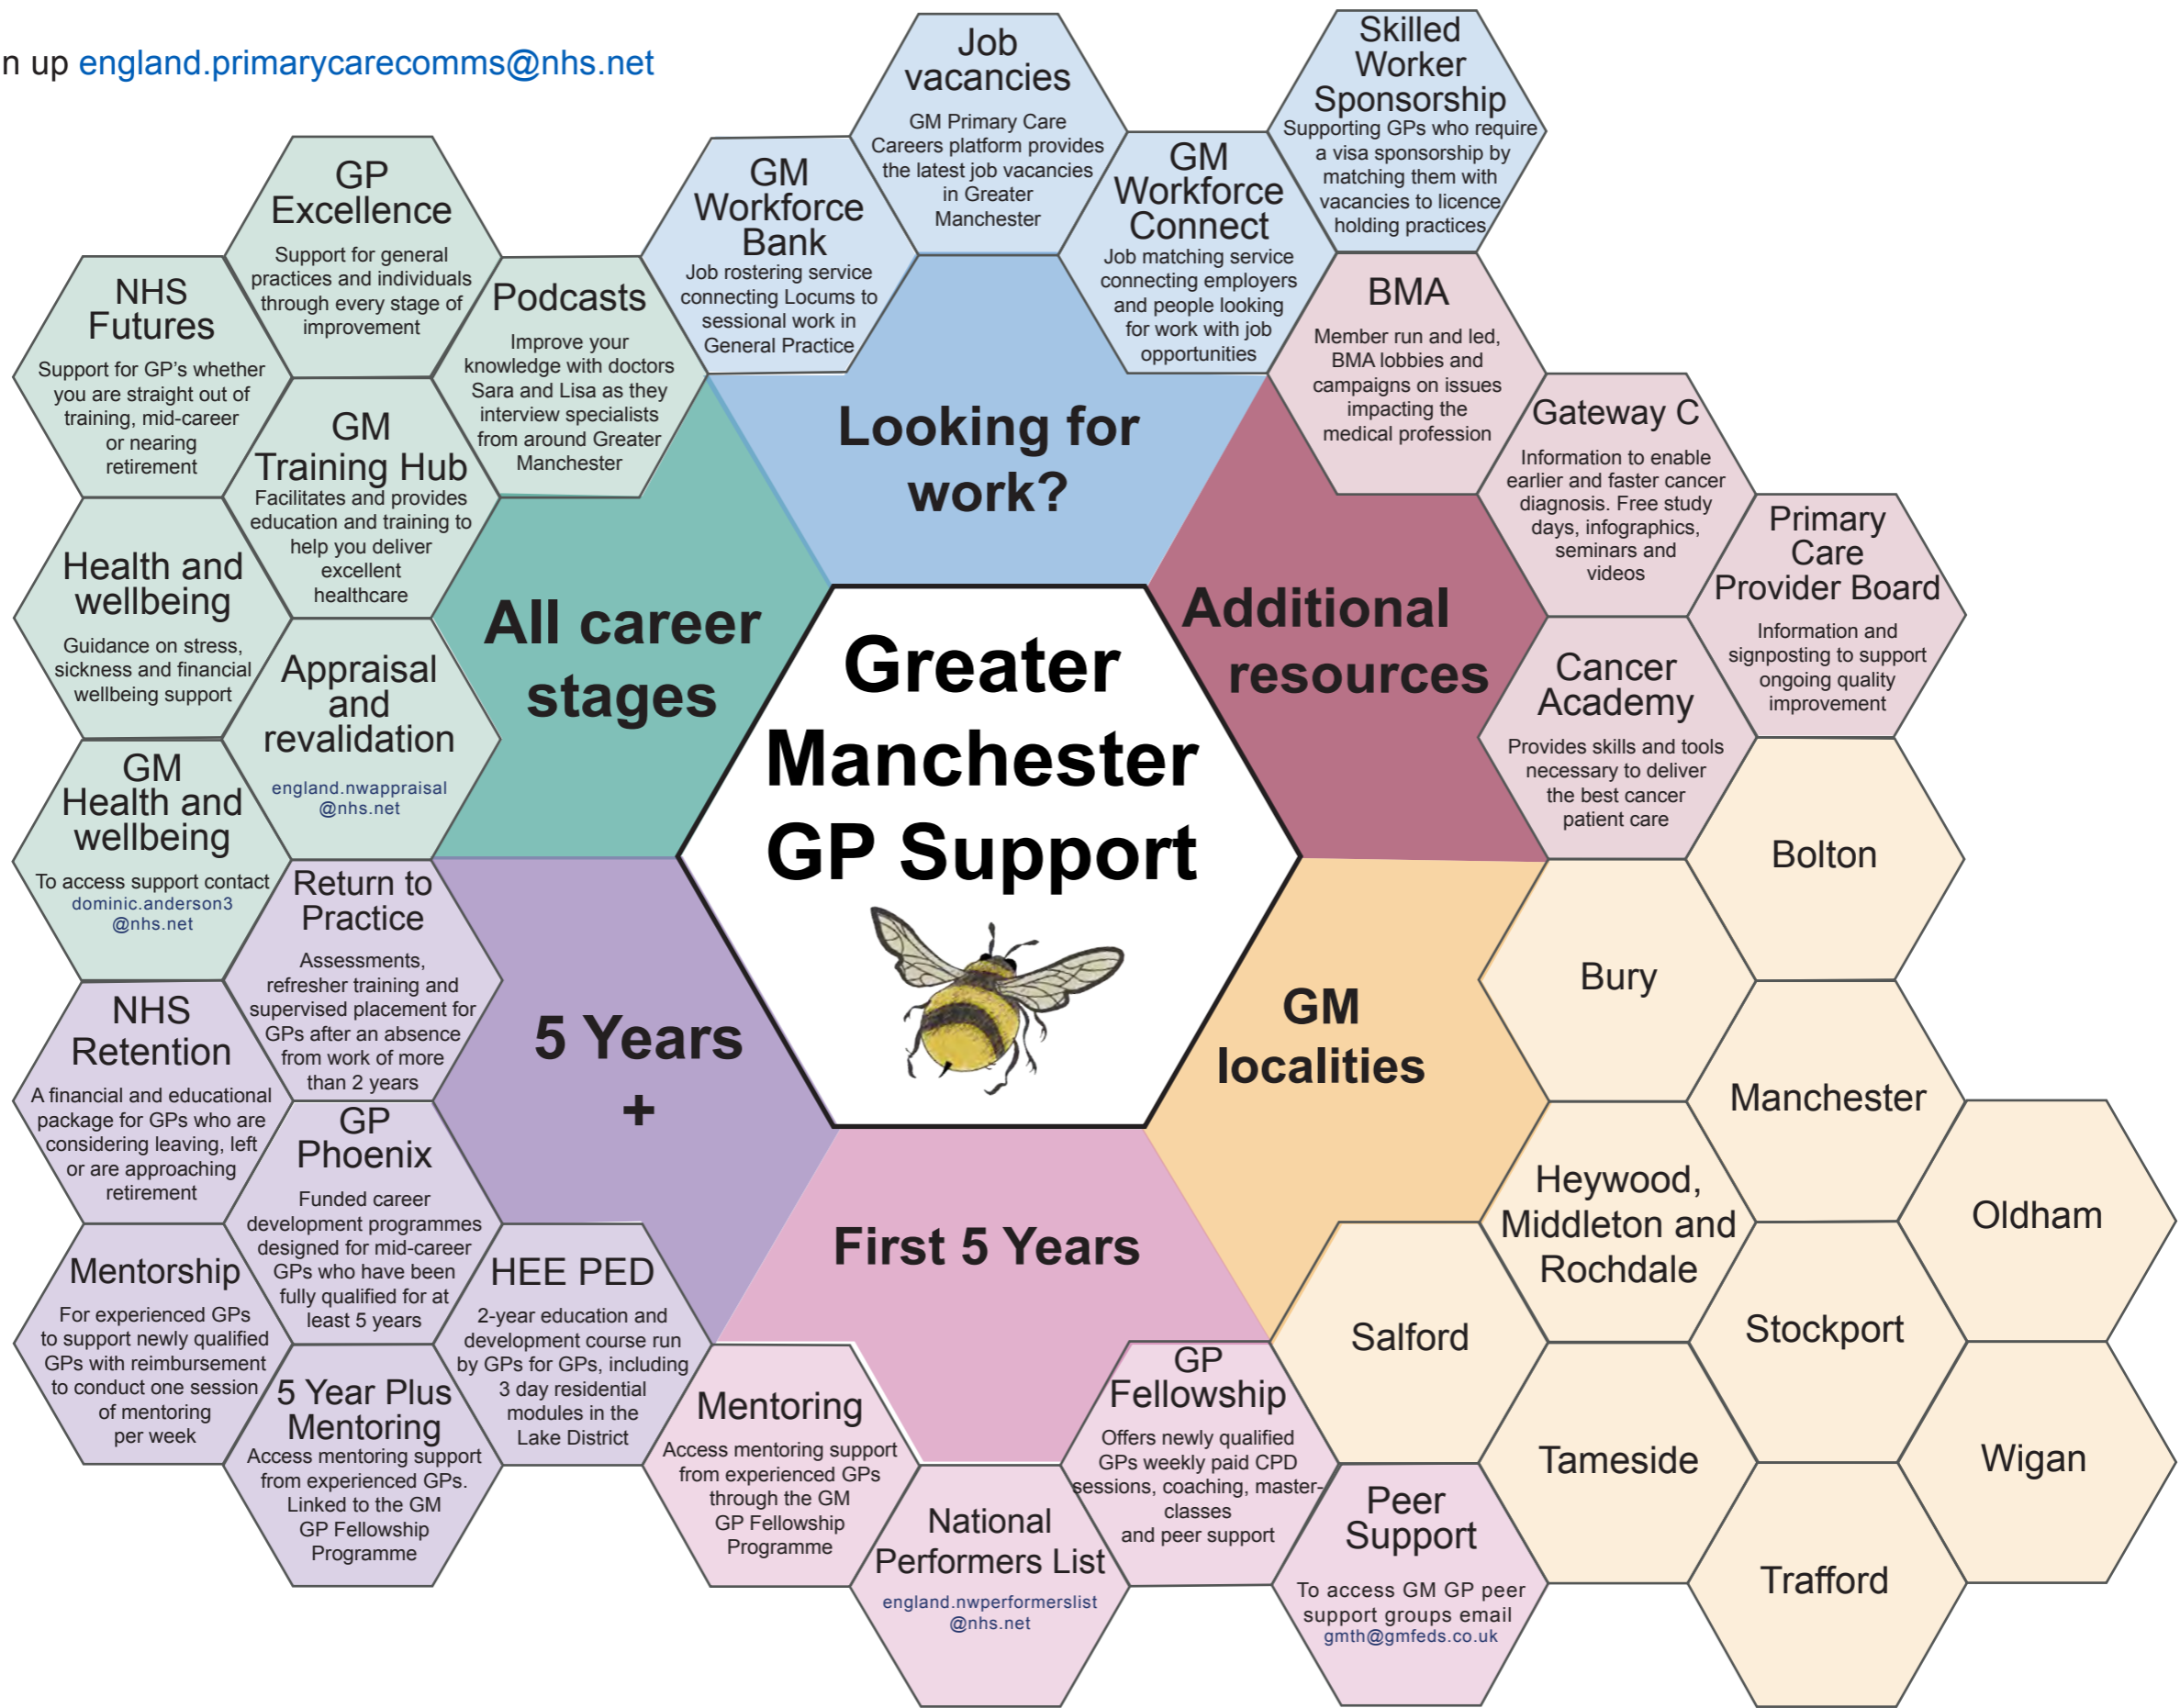 n up england.primarycarecomms@nhs.net
Job
vacancies
GM Primary Care
Careers platform provides
the latest job vacancies
in Greater
Manchester
Skilled
Worker
Sponsorship
Supporting GPs who require
a visa sponsorship by
matching them with
vacancies to licence
holding practices
GM
Workforce
Bank
Job rostering service
connecting Locums to
sessional work in
General Practice
GM
Workforce
Connect
Job matching service
connecting employers
and people looking
for work with job
opportunities
Looking for
work?
GP
Excellence
Support for general
practices and individuals
through every stage of
improvement
NHS
Futures
Support for GP's whether
you are straight out of
training, mid-career
or nearing
retirement
Podcasts
Improve your
knowledge with doctors
Sara and Lisa as they
interview specialists
from around Greater
Manchester
GM
Training Hub
Facilitates and provides
education and training to
help you deliver
excellent
healthcare
Health and
wellbeing
Guidance on stress,
sickness and financial
wellbeing support
Appraisal
and
revalidation
england.nwappraisal
@nhs.net
GM
Health and
wellbeing
To access support contact
dominic.anderson3
@nhs.net
All career
stages
BMA
Member run and led,
BMA lobbies and
campaigns on issues
impacting the
medical profession
Gateway C
Information to enable
earlier and faster cancer
diagnosis. Free study
days, infographics,
seminars and
videos
Primary
Care
Provider Board
Information and
signposting to support
ongoing quality
improvement
Cancer
Academy
Provides skills and tools
necessary to deliver
the best cancer
patient care
Additional
resources
Greater
Manchester
GP Support
Return to
Practice
Assessments,
refresher training and
supervised placement for
GPs after an absence
from work of more
than 2 years
NHS
Retention
A financial and educational
package for GPs who are
considering leaving, left
or are approaching
retirement
GP
Phoenix
Funded career
development programmes
designed for mid-career
GPs who have been
fully qualified for at
least 5 years
Mentorship
For experienced GPs
to support newly qualified
GPs with reimbursement
to conduct one session
of mentoring
per week
HEE PED
2-year education and
development course run
by GPs for GPs, including
3 day residential
modules in the
Lake District
5 Year Plus
Mentoring
Access mentoring support
from experienced GPs.
Linked to the GM
GP Fellowship
Programme
5 Years
+
First 5 Years
Mentoring
Access mentoring support
from experienced GPs
through the GM
GP Fellowship
Programme
National
Performers List
england.nwperformerslist
@nhs.net
GP
Fellowship
Offers newly qualified
GPs weekly paid CPD
sessions, coaching, master-
classes
and peer support
Peer
Support
To access GM GP peer
support groups email
gmth@gmfeds.co.uk
GM
localities
Bolton
Bury
Manchester
Heywood,
Middleton and
Rochdale
Oldham
Salford
Stockport
Tameside
Wigan
Trafford